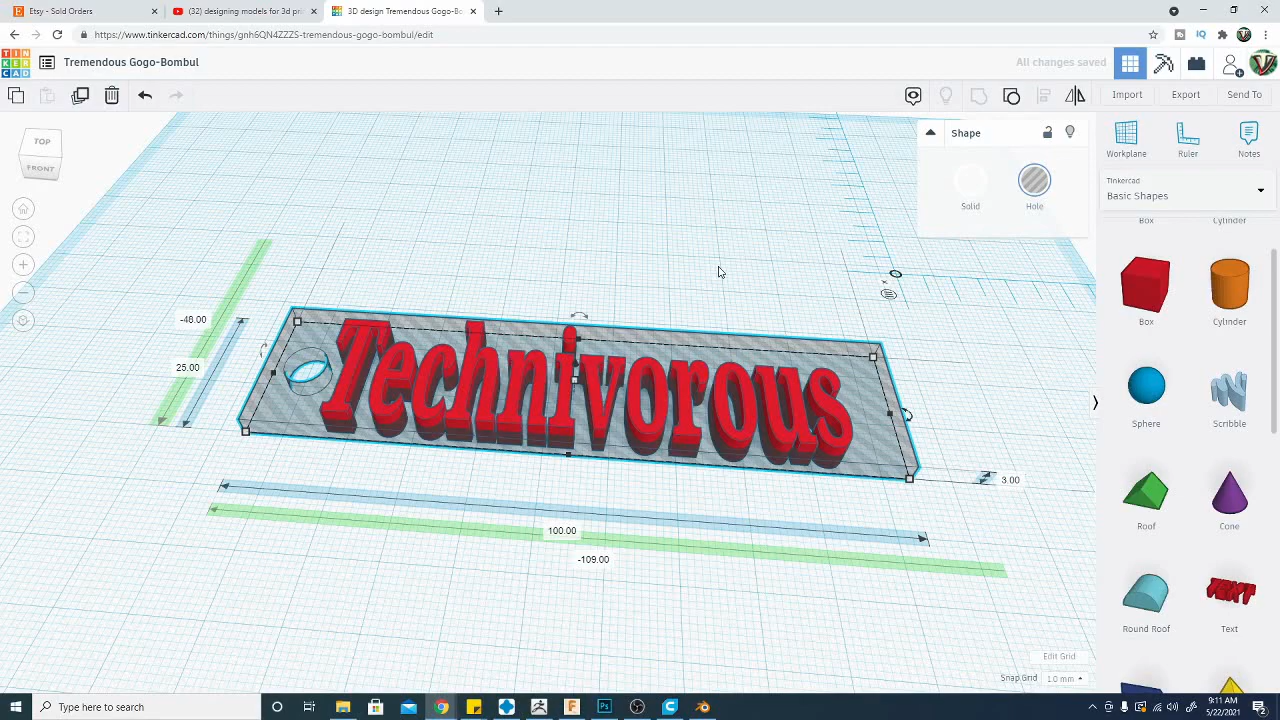 Etsy - Sold Orders
(32) designing models for 3d pri
3D design Tremendous Gogo-Bo
https://www.tinkercad.com/things/gnh6QN4ZZZS-tremendous-gogo-bombul/edit
IQ
TIN
KER
CAD
Tremendous Gogo-Bombul
All changes saved
Import
Export
Send To
TOP
FRONT
Shape
Solid
Hole
Workplane
Ruler
Notes
Tinkercad
Basic Shapes
Box
Cylinder
Box
Cylinder
Sphere
Scribble
Roof
Cone
TEXT
Round Roof
Text
-48.00
25.00
Technivorous
3.00
100.00
-109.00
Edit Grid
Snap Grid
1.0 mm
Type here to search
9:11 AM
5/22/2021